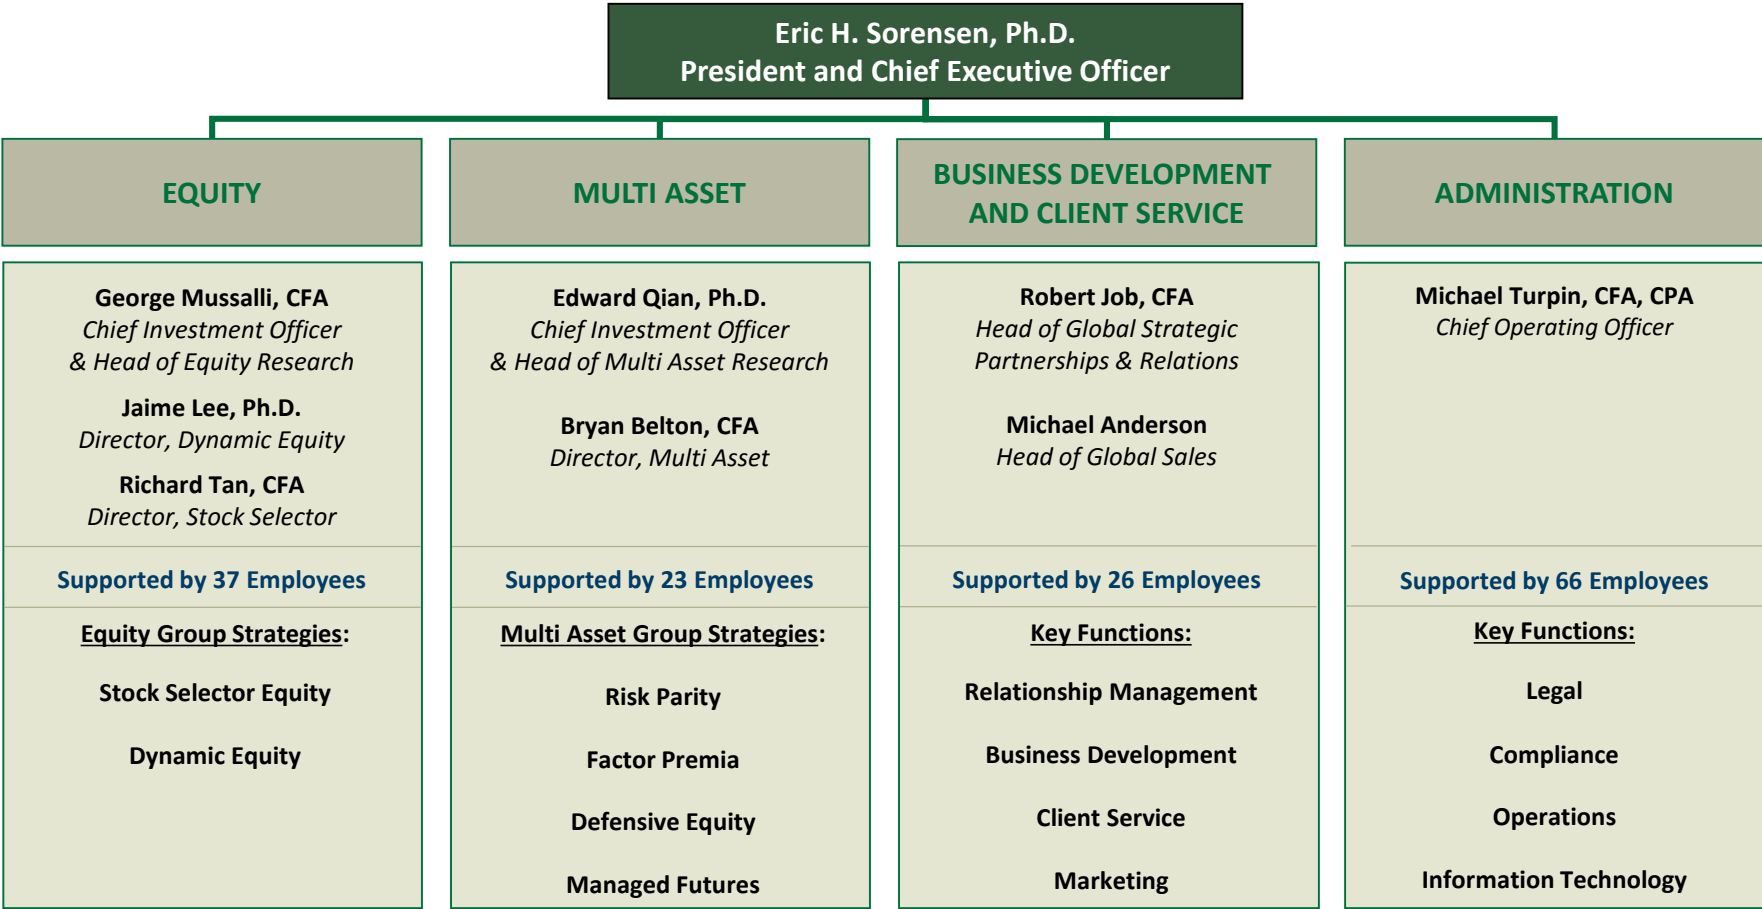 Eric H. Sorensen, Ph.D.
President and Chief Executive Officer
EQUITY
George Mussalli, CFA
Chief Investment Officer
& Head of Equity Research
Jaime Lee, Ph.D.
Director, Dynamic Equity
Richard Tan, CFA
Director, Stock Selector
Supported by 37 Employees
Equity Group Strategies:
Stock Selector Equity
Dynamic Equity
MULTI ASSET
Edward Qian, Ph.D.
Chief Investment Officer
& Head of Multi Asset Research
Bryan Belton, CFA
Director, Multi Asset
Supported by 23 Employees
Multi Asset Group Strategies:
Risk Parity
Factor Premia
Defensive Equity
Managed Futures
BUSINESS DEVELOPMENT
AND CLIENT SERVICE
Robert Job, CFA
Head of Global Strategic
Partnerships & Relations
Michael Anderson
Head of Global Sales
Supported by 26 Employees
Key Functions:
Relationship Management
Business Development
Client Service
Marketing
ADMINISTRATION
Michael Turpin, CFA, CPA
Chief Operating Officer
Supported by 66 Employees
Key Functions:
Legal
Compliance
Operations
Information Technology